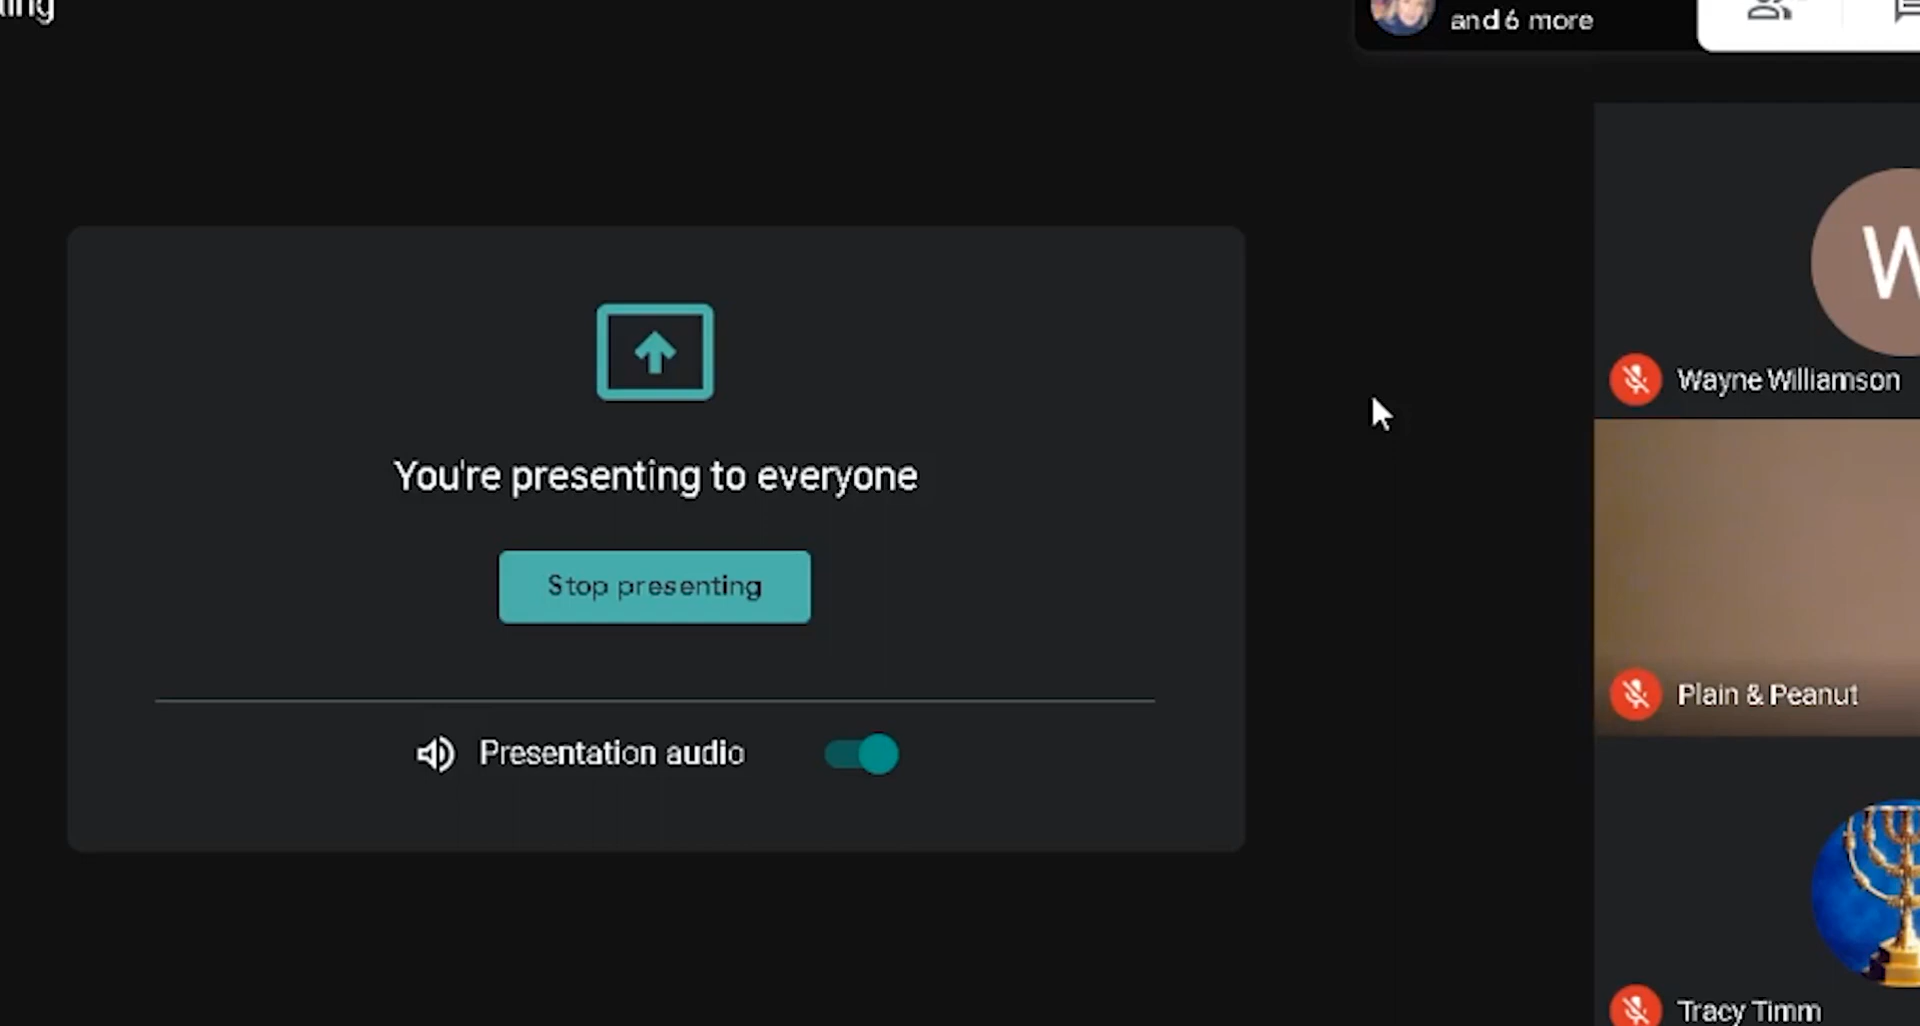 and 6 more
W
Wayne Williamson
You're presenting to everyone
Stop presenting
Plain & Peanut
Presentation audio
Tracy Timm